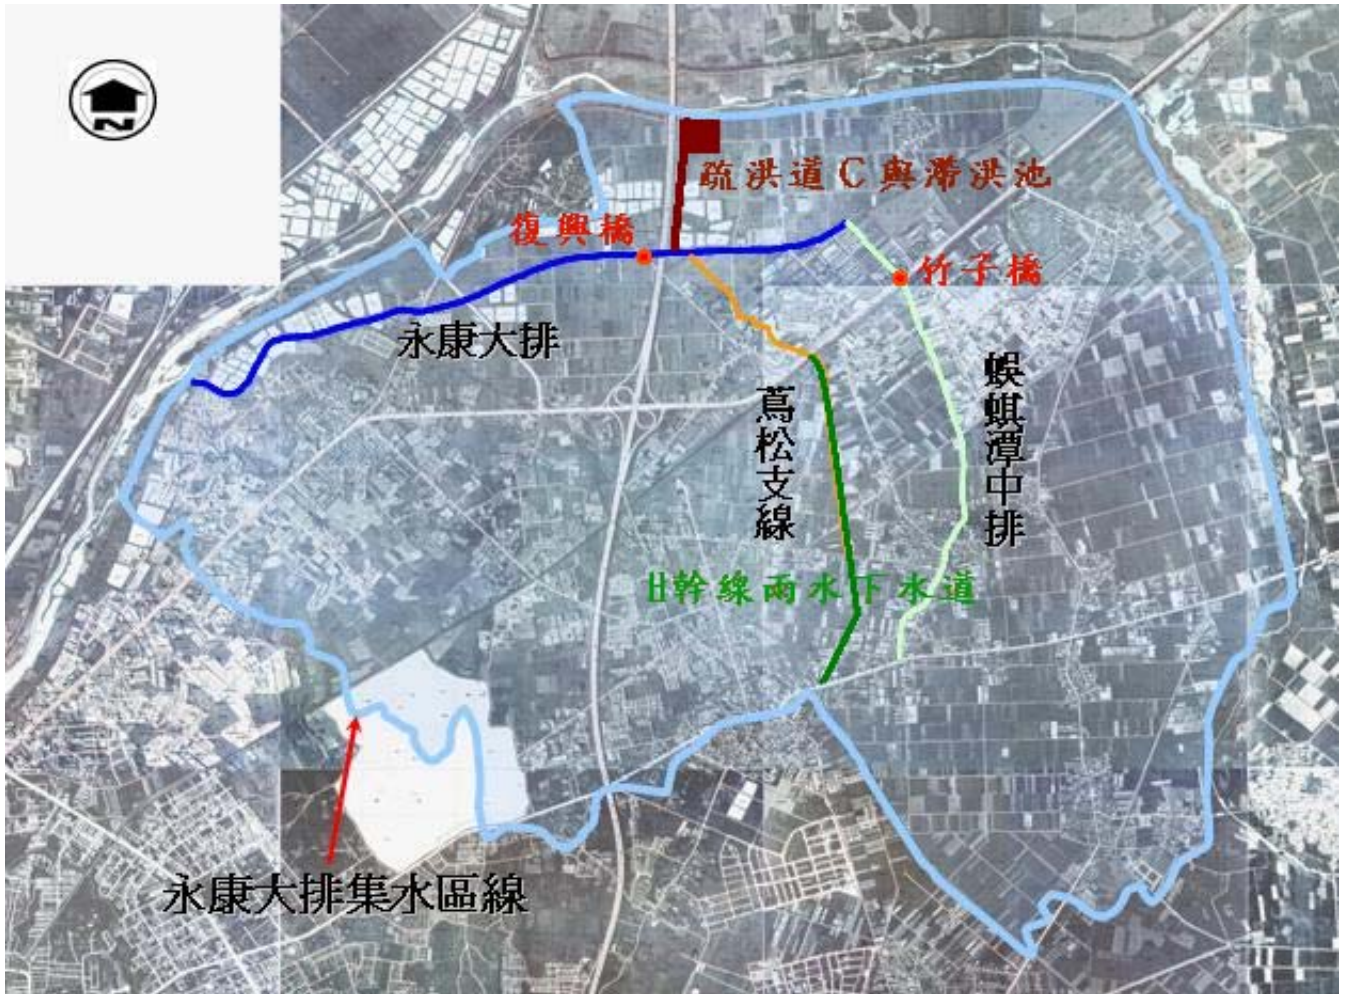 N
疏洪道C與滯洪池
復興橋
竹子橋
永康大排
蔦松支線
蜈蜞潭中排
H幹線雨水下水道
永康大排集水區線